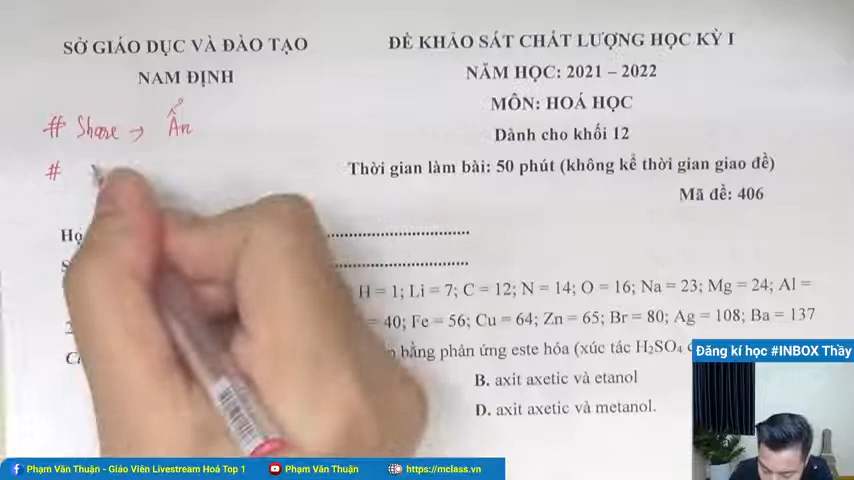 SỞ GIÁO DỤC VÀ ĐÀO TẠO
NAM ĐỊNH
# Share → Ẩn
#
ĐỀ KHẢO SÁT CHẤT LƯỢNG HỌC KỲ I
NĂM HỌC: 2021 – 2022
MÔN: HOÁ HỌC
Dành cho khối 12
Thời gian làm bài: 50 phút (không kể thời gian giao đề)
Mã đề: 406
Họ
H = 1; Li = 7; C = 12; N = 14; O = 16; Na = 23; Mg = 24; Al =
= 40; Fe = 56; Cu = 64; Zn = 65; Br = 80; Ag = 108; Ba = 137
bằng phản ứng este hóa (xúc tác H₂SO₄
B. axit axetic và etanol
D. axit axetic và metanol.
Đăng kí học #INBOX Thầy
Phạm Văn Thuận - Giáo Viên Livestream Hoá Top 1
Phạm Văn Thuận
https://mclass.vn